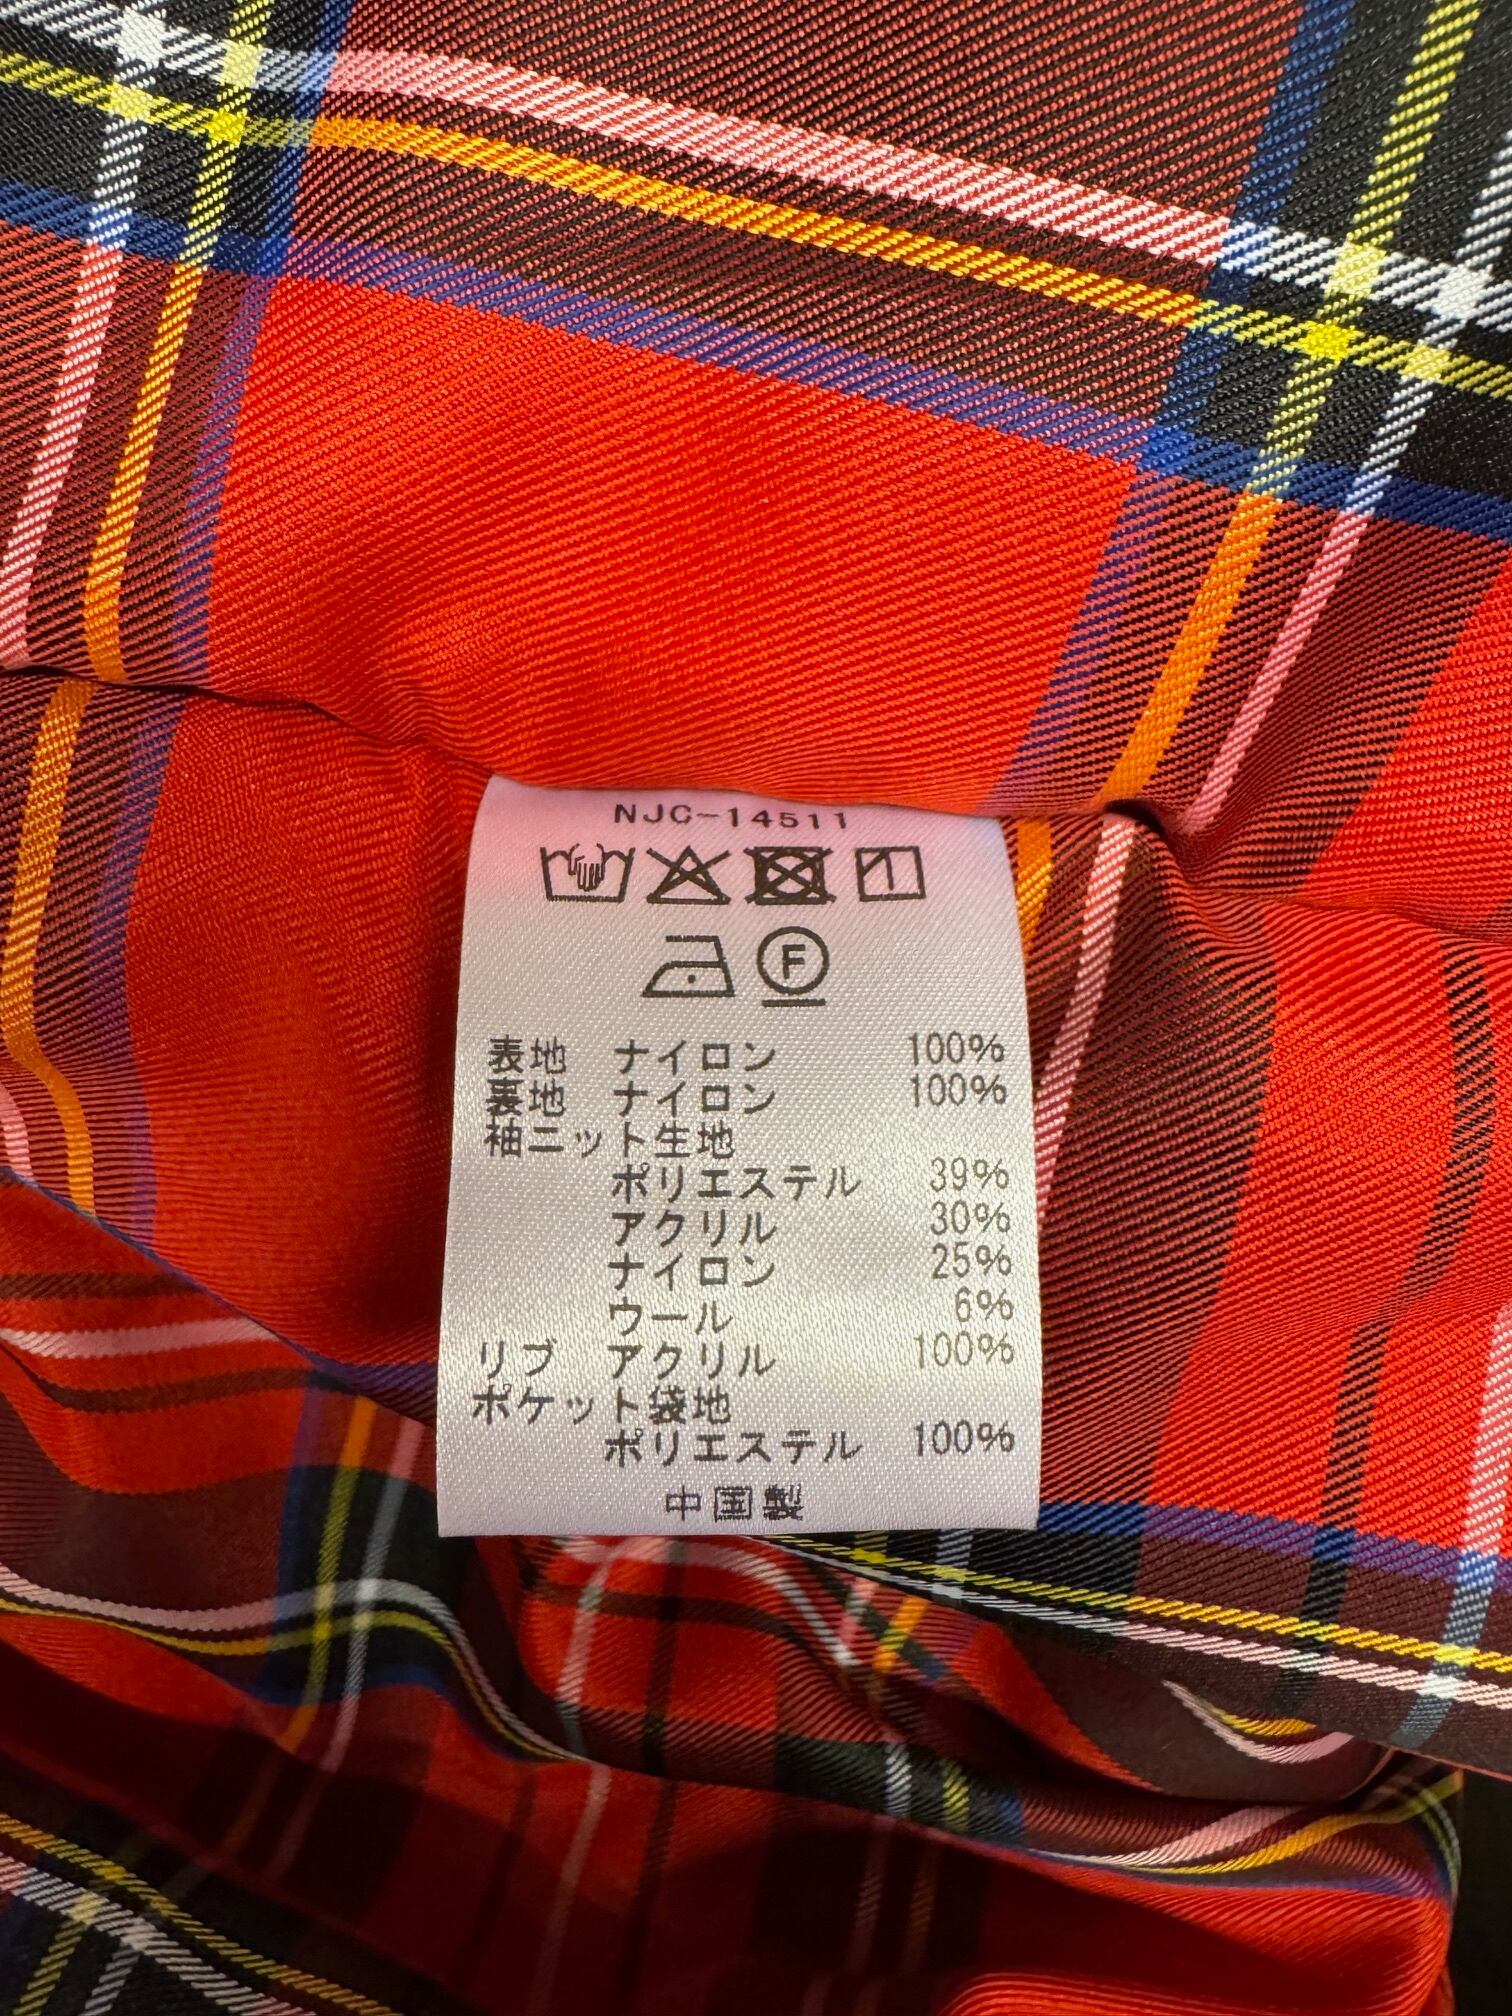 NJC-14511
F
表地 ナイロン 100%
裏地 ナイロン 100%
袖ニット生地
ポリエステル 39%
アクリル 30%
ナイロン 25%
ウール 6%
リブ アクリル 100%
ポケット袋地
ポリエステル 100%
中国製